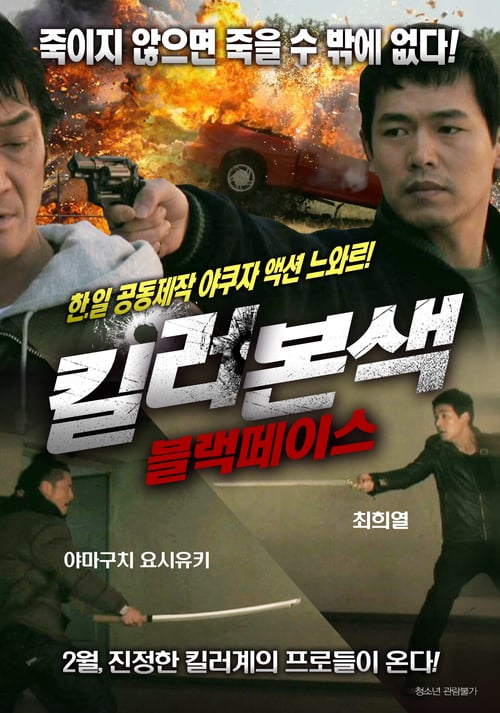 죽이지 않으면 죽을 수 밖에 없다!
한.일 공동제작 야쿠자 액션 느와르!
킬러본색
블랙페이스
최희열
야마구치 요시유키
2월, 진정한 킬러계의 프로들이 온다!
청소년 관람불가